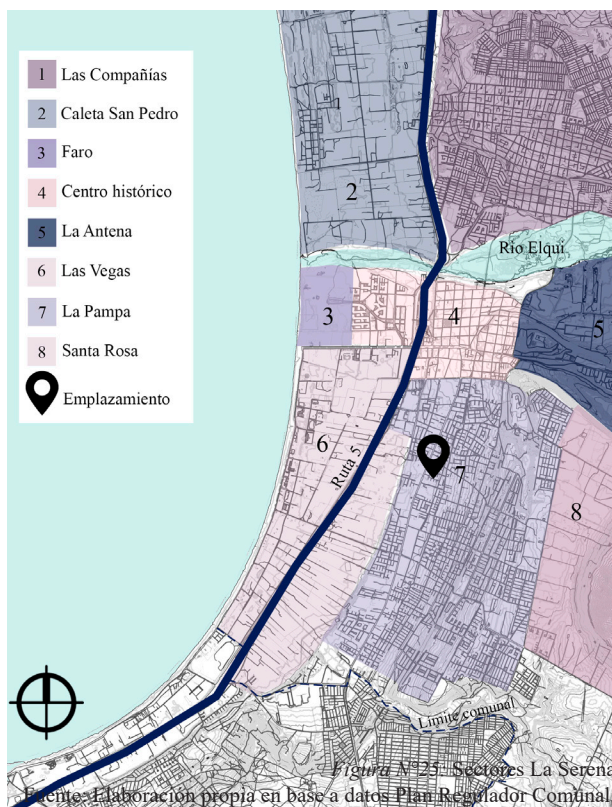 1 Las Compañías
2 Caleta San Pedro
3 Faro
4 Centro histórico
5 La Antena
6 Las Vegas
7 La Pampa
8 Santa Rosa
Emplazamiento
1
2
Río Elqui
3
4
5
6
Ruta 5
7
8
Límite comunal
Figura N°25: Sectores La Serena
Fuente: Elaboración propia en base a datos Plan Regulador Comunal